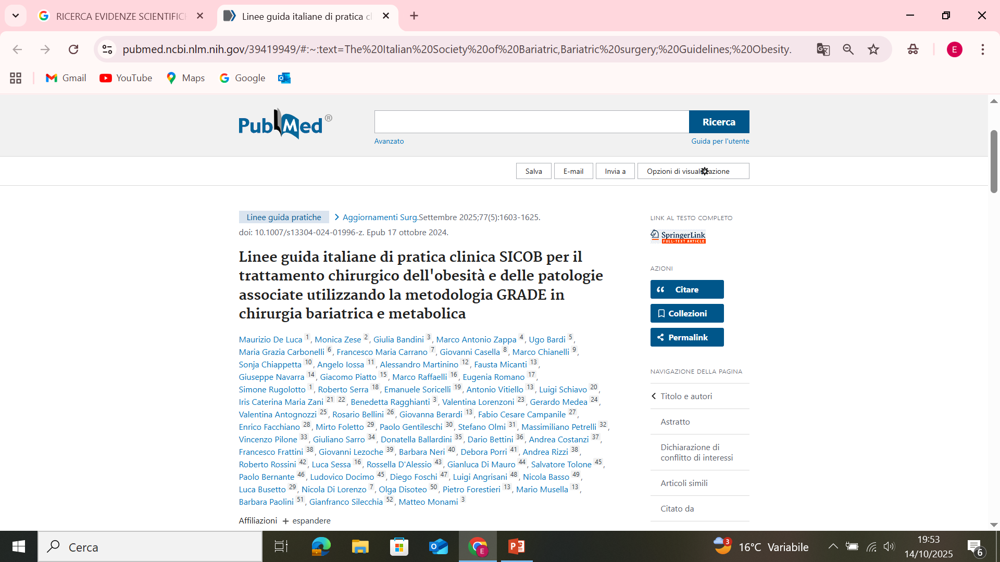 RICERCA EVIDENZE SCIENTIFICH
Linee guida italiane di pratica cl
pubmed.ncbi.nlm.nih.gov/39419949/#:~:text=The%20Italian%20Society%20of%20Bariatric,Bariatric%20surgery;%20Guidelines;%20Obesity.
E
Gmail YouTube Maps Google
PubMed®
Ricerca
Avanzato Guida per l'utente
Salva E-mail Invia a Opzioni di visualizzazione
Linee guida pratiche Aggiornamenti Surg.Settembre 2025;77(5):1603-1625.
doi: 10.1007/s13304-024-01996-z. Epub 17 ottobre 2024.
Linee guida italiane di pratica clinica SICOB per il
trattamento chirurgico dell'obesità e delle patologie
associate utilizzando la metodologia GRADE in
chirurgia bariatrica e metabolica
Maurizio De Luca 1, Monica Zese 2, Giulia Bandini 3, Marco Antonio Zappa 4, Ugo Bardi 5,
Maria Grazia Carbonelli 6, Francesco Maria Carrano 7, Giovanni Casella 8, Marco Chianelli 9,
Sonja Chiappetta 10, Angelo Iossa 11, Alessandro Martinino 12, Fausta Micanti 13,
Giuseppe Navarra 14, Giacomo Piatto 15, Marco Raffaelli 16, Eugenia Romano 17,
Simone Rugolotto 1, Roberto Serra 18, Emanuele Soricelli 19, Antonio Vitiello 13, Luigi Schiavo 20,
Iris Caterina Maria Zani 21 22, Benedetta Ragghianti 3, Valentina Lorenzoni 23, Gerardo Medea 24,
Valentina Antognozzi 25, Rosario Bellini 26, Giovanna Berardi 13, Fabio Cesare Campanile 27,
Enrico Facchiano 28, Mirto Foletto 29, Paolo Gentileschi 30, Stefano Olmi 31, Massimiliano Petrelli 32,
Vincenzo Pilone 33, Giuliano Sarro 34, Donatella Ballardini 35, Dario Bettini 36, Andrea Costanzi 37,
Francesco Frattini 38, Giovanni Lezoche 39, Barbara Neri 40, Debora Porri 41, Andrea Rizzi 38,
Roberto Rossini 42, Luca Sessa 16, Rossella D'Alessio 43, Gianluca Di Mauro 44, Salvatore Tolone 45,
Paolo Bernante 46, Ludovico Docimo 45, Diego Foschi 47, Luigi Angrisani 48, Nicola Basso 49,
Luca Busetto 29, Nicola Di Lorenzo 7, Olga Disoteo 50, Pietro Forestieri 13, Mario Musella 13,
Barbara Paolini 51, Gianfranco Silecchia 52, Matteo Monami 3
Affiliazioni + espandere
LINK AL TESTO COMPLETO
SpringerLink
FULL-TEXT ARTICLE
AZIONI
Citare
Collezioni
Permalink
NAVIGAZIONE DELLA PAGINA
Titolo e autori
Astratto
Dichiarazione di
conflitto di interessi
Articoli simili
Citato da
Cerca
3
16°C Variabile
19:53
14/10/2025
6